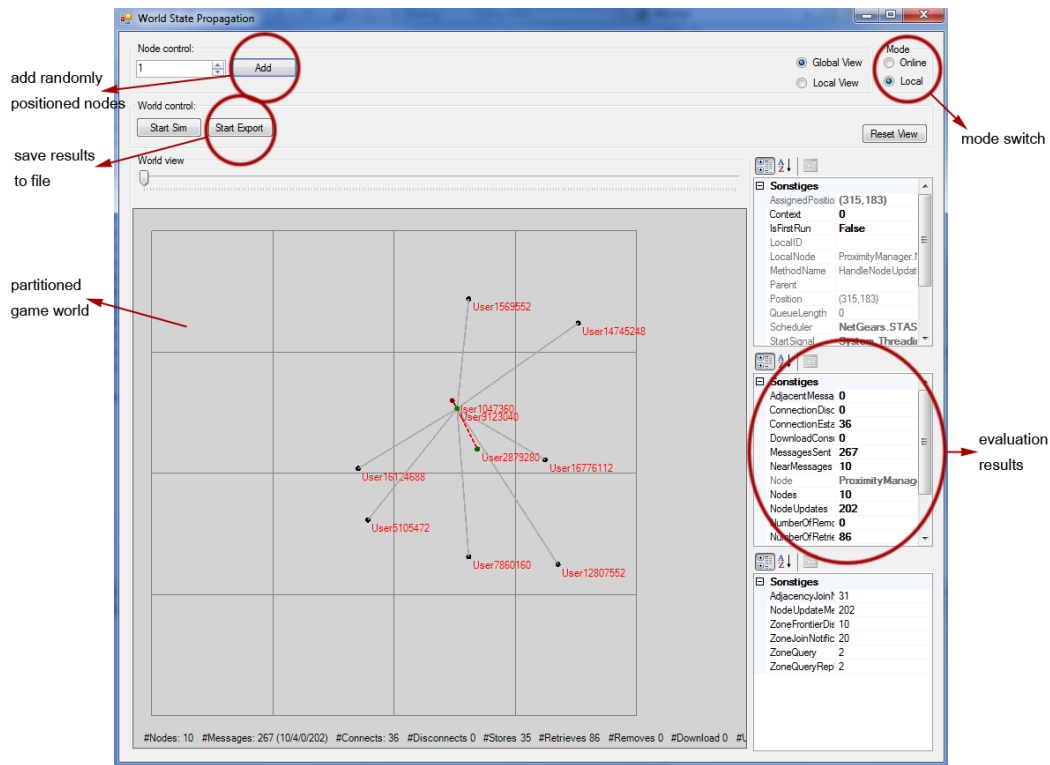 World State Propagation
Node control:
1
Add
Global View
Local View
Mode
Online
Local
add randomly
positioned nodes
World control:
Start Sim
Start Export
Reset View
mode switch
save results
to file
World view
partitioned
game world
Sonstiges
AssignedPositio (315,183)
Context 0
IsFirstRun False
LocalID
LocalNode ProximityManager.
MethodName HandleNodeUpdat
Parent
Position (315,183)
QueueLength 0
Scheduler NetGears.STAS
StartSignal System.Threadi
User1569552
User14745248
User1047360
User9123040
User2879280
User16776112
User16124688
User5105472
User7860160
User12807552
Sonstiges
AdjacentMessa 0
ConnectionDisc 0
ConnectionEsta 36
DownloadConsu 0
MessagesSent 267
NearMessages 10
Node ProximityManag
Nodes 10
NodeUpdates 202
NumberOfRemo 0
NumberOfRetrie 86
evaluation
results
Sonstiges
AdjacencyJoinN 31
NodeUpdateMe 202
ZoneFrontierDis 10
ZoneJoinNotific 20
ZoneQuery 2
ZoneQueryRep 2
#Nodes: 10 #Messages: 267 (10/4/0/202) #Connects: 36 #Disconnects 0 #Stores 35 #Retrieves 86 #Removes 0 #Download 0